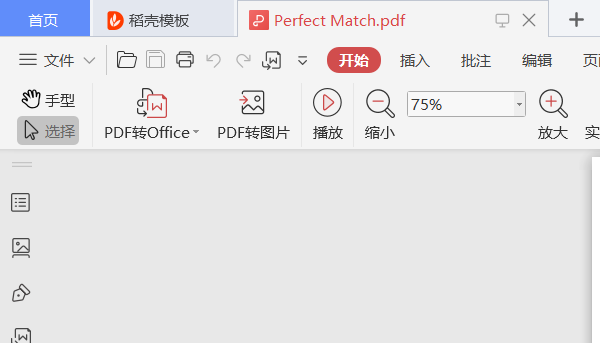 首页 稻壳模板 Perfect Match.pdf
文件 开始 插入 批注 编辑
手型
选择 PDF转Office PDF转图片 播放 缩小 75% 放大 实